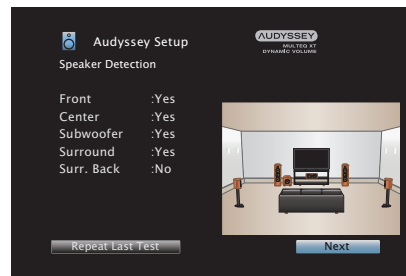 Audyssey Setup
AUDYSSEY
MULTEQ XT
DYNAMIC VOLUME
Speaker Detection
Front :Yes
Center :Yes
Subwoofer :Yes
Surround :Yes
Surr. Back :No
Repeat Last Test
Next